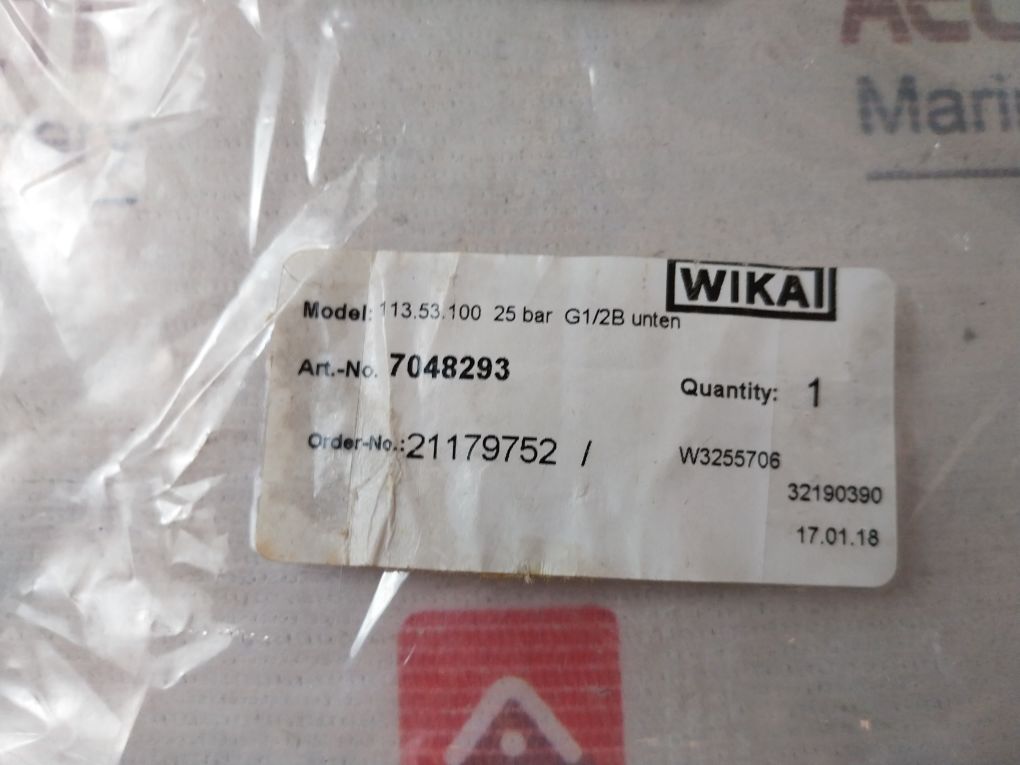 WIKA
Model: 113.53.100 25 bar G1/2B unten
Art.-No. 7048293
Quantity: 1
Order-No.: 21179752 / W3255706
32190390
17.01.18